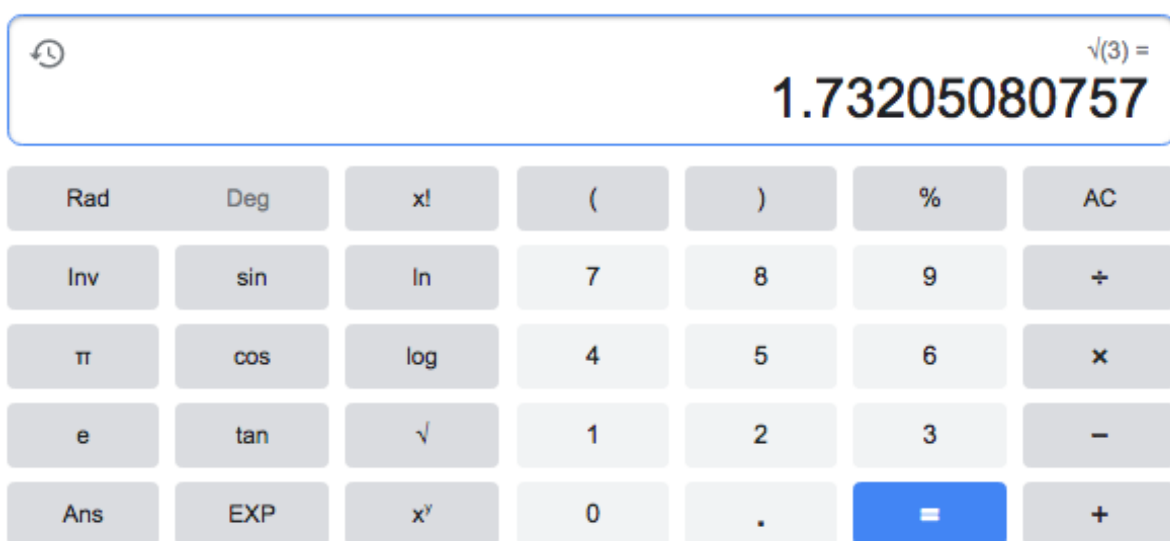 √(3) =
1.73205080757
Rad Deg x! ( ) % AC
Inv sin ln 7 8 9 ÷
π cos log 4 5 6 ×
e tan √ 1 2 3 −
Ans EXP xʸ 0 . = +